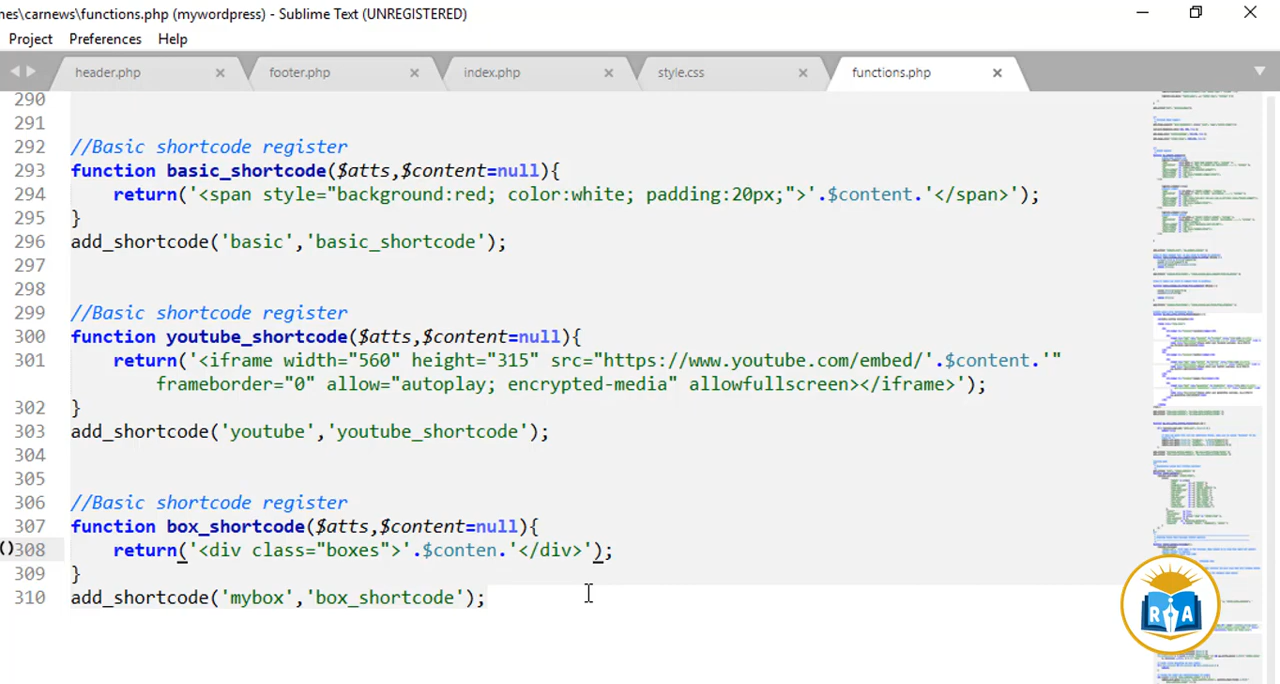 nes\carnews\functions.php (mywordpress) - Sublime Text (UNREGISTERED)
Project Preferences Help
header.php footer.php index.php style.css functions.php
290
291
292 //Basic shortcode register
293 function basic_shortcode($atts,$content=null){
294 return('<span style="background:red; color:white; padding:20px;">'.$content.'</span>');
295 }
296 add_shortcode('basic','basic_shortcode');
297
298
299 //Basic shortcode register
300 function youtube_shortcode($atts,$content=null){
301 return('<iframe width="560" height="315" src="https://www.youtube.com/embed/'.$content.'"
frameborder="0" allow="autoplay; encrypted-media" allowfullscreen></iframe>');
302 }
303 add_shortcode('youtube','youtube_shortcode');
304
305
306 //Basic shortcode register
307 function box_shortcode($atts,$content=null){
()308 return('<div class="boxes">'.$conten.'</div>');
309 }
310 add_shortcode('mybox','box_shortcode');
R A